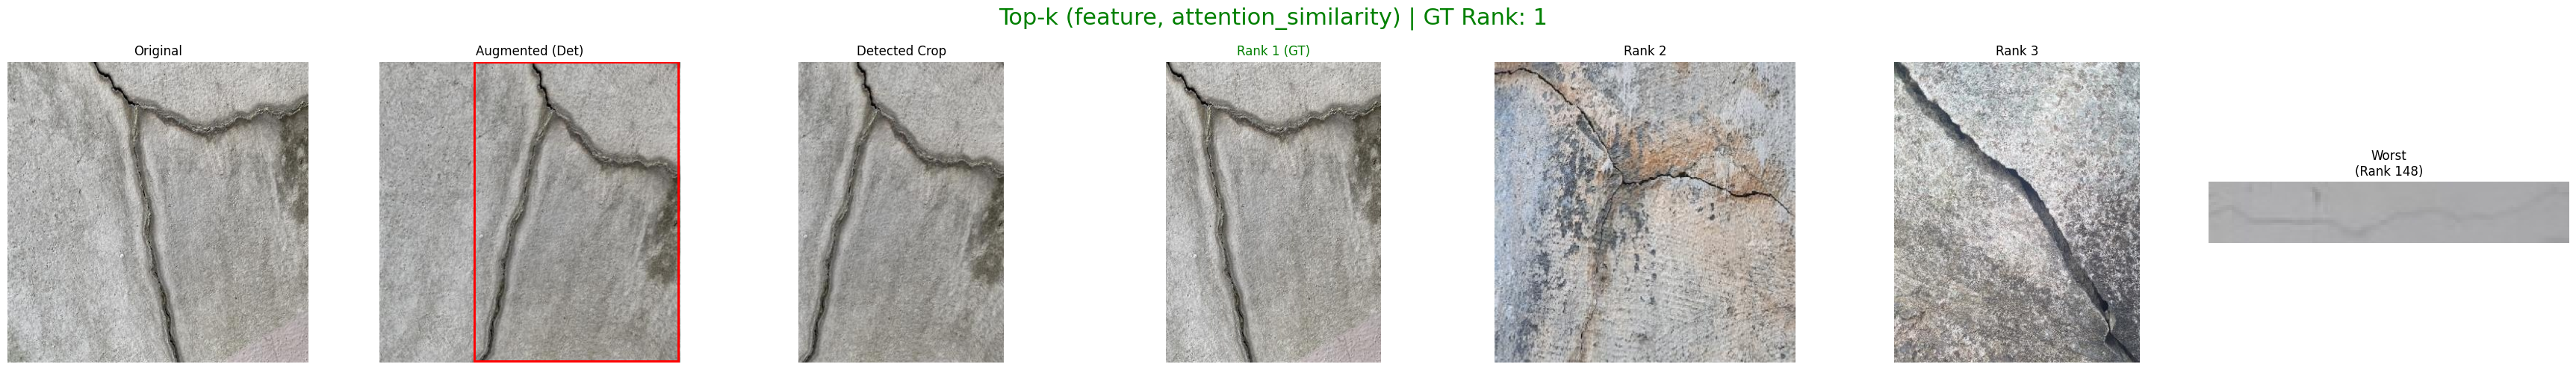 Top-k (feature, attention_similarity) | GT Rank: 1
Original
Augmented (Det)
Detected Crop
Rank 1 (GT)
Rank 2
Rank 3
Worst
(Rank 148)